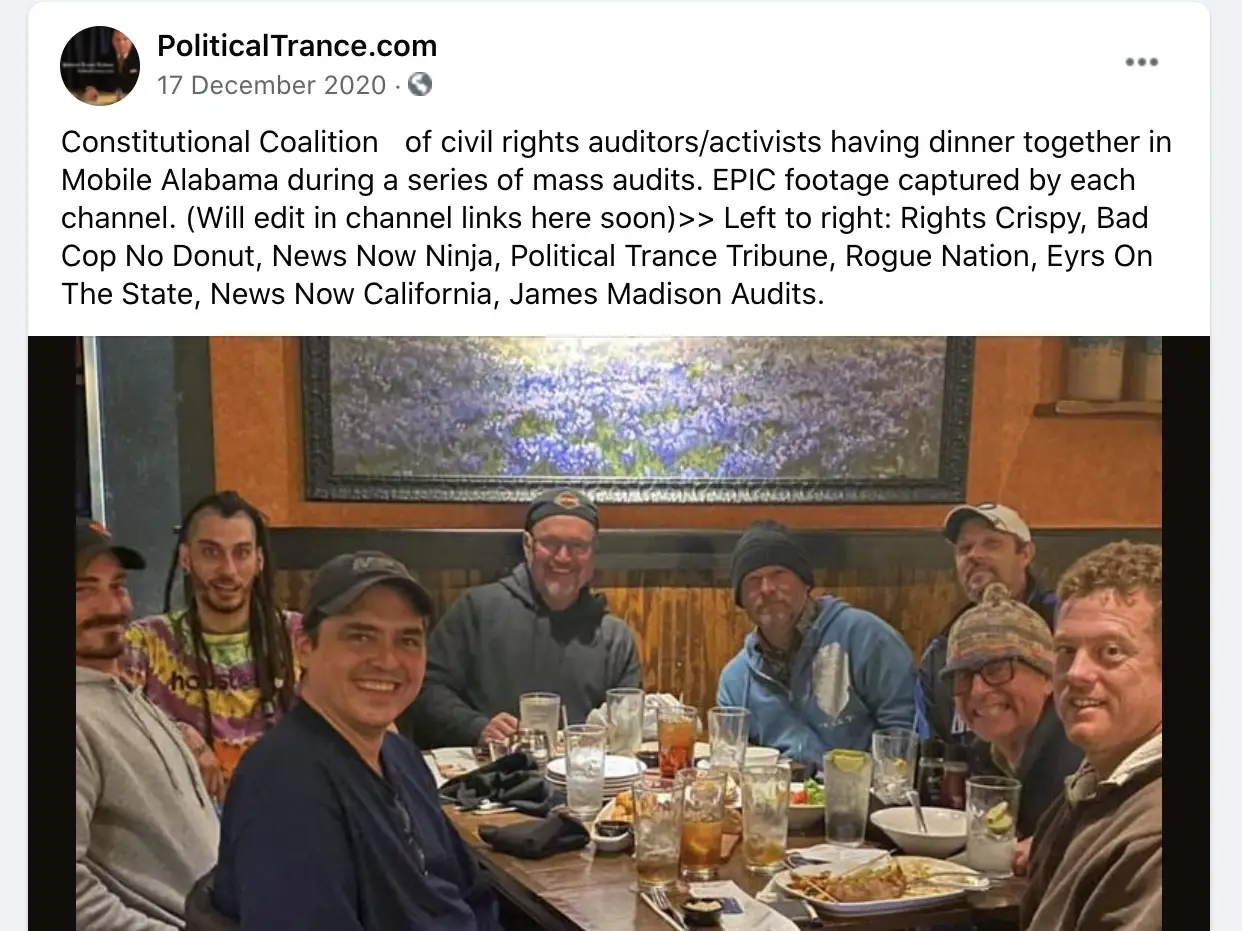 PoliticalTrance.com
17 December 2020 ·
Constitutional Coalition of civil rights auditors/activists having dinner together in
Mobile Alabama during a series of mass audits. EPIC footage captured by each
channel. (Will edit in channel links here soon)>> Left to right: Rights Crispy, Bad
Cop No Donut, News Now Ninja, Political Trance Tribune, Rogue Nation, Eyrs On
The State, News Now California, James Madison Audits.